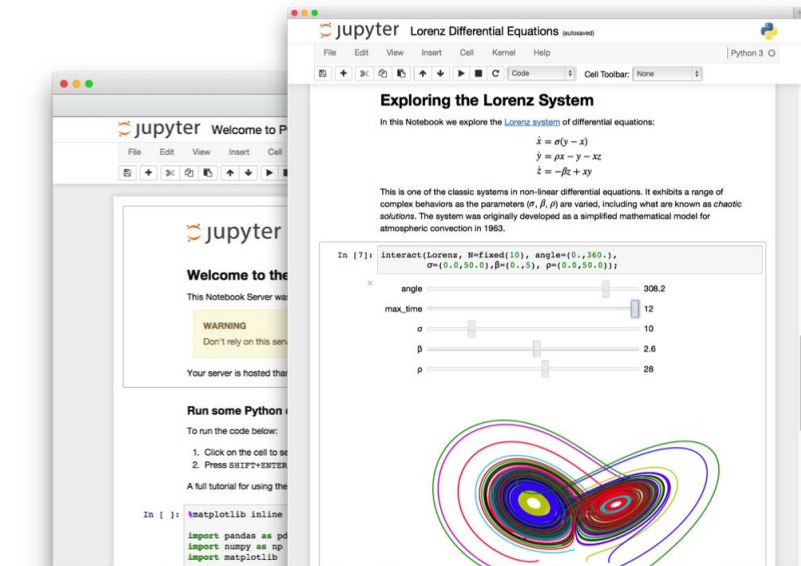 jupyter Lorenz Differential Equations (autosaved)
File Edit View Insert Cell Kernel Help Python 3
Code Cell Toolbar: None
Exploring the Lorenz System
In this Notebook we explore the Lorenz system of differential equations:
ẋ = σ(y − x)
ẏ = ρx − y − xz
ż = −βz + xy
This is one of the classic systems in non-linear differential equations. It exhibits a range of
complex behaviors as the parameters (σ, β, ρ) are varied, including what are known as chaotic
solutions. The system was originally developed as a simplified mathematical model for
atmospheric convection in 1963.
In [7]: interact(Lorenz, N=fixed(10), angle=(0.,360.),
σ=(0.0,50.0),β=(0.,5), ρ=(0.0,50.0));
angle 308.2
max_time 12
σ 10
β 2.6
ρ 28
jupyter Welcome to P
File Edit View Insert Cell
jupyter
Welcome to the
This Notebook Server wa
WARNING
Don't rely on this serv
Your server is hosted than
Run some Python
To run the code below:
1. Click on the cell to se
2. Press SHIFT+ENTER
A full tutorial for using the
In [ ]: %matplotlib inline
import pandas as pd
import numpy as np
import matplotlib